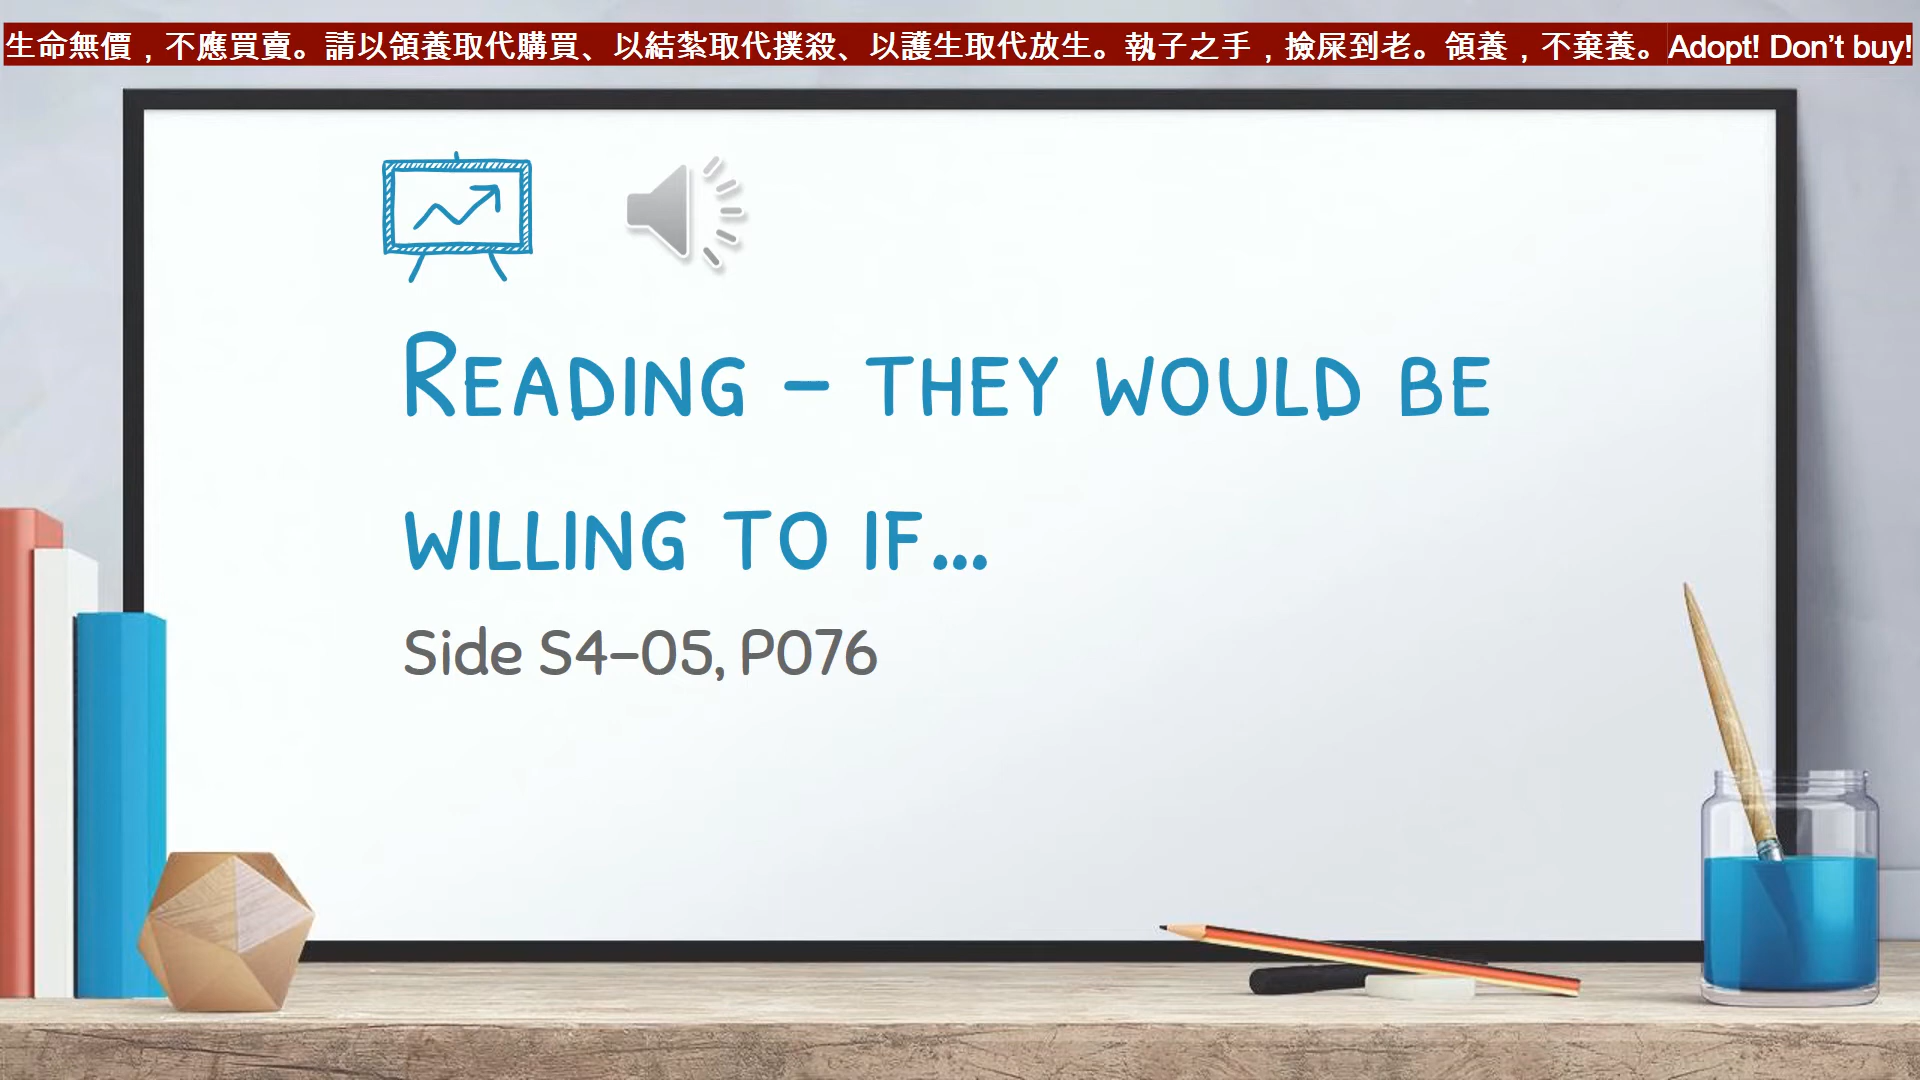 生命無價，不應買賣。請以領養取代購買、以結紮取代撲殺、以護生取代放生。執子之手，撿屎到老。領養，不棄養。Adopt! Don’t buy!
Reading – they would be
willing to if…
Side S4-05, P076